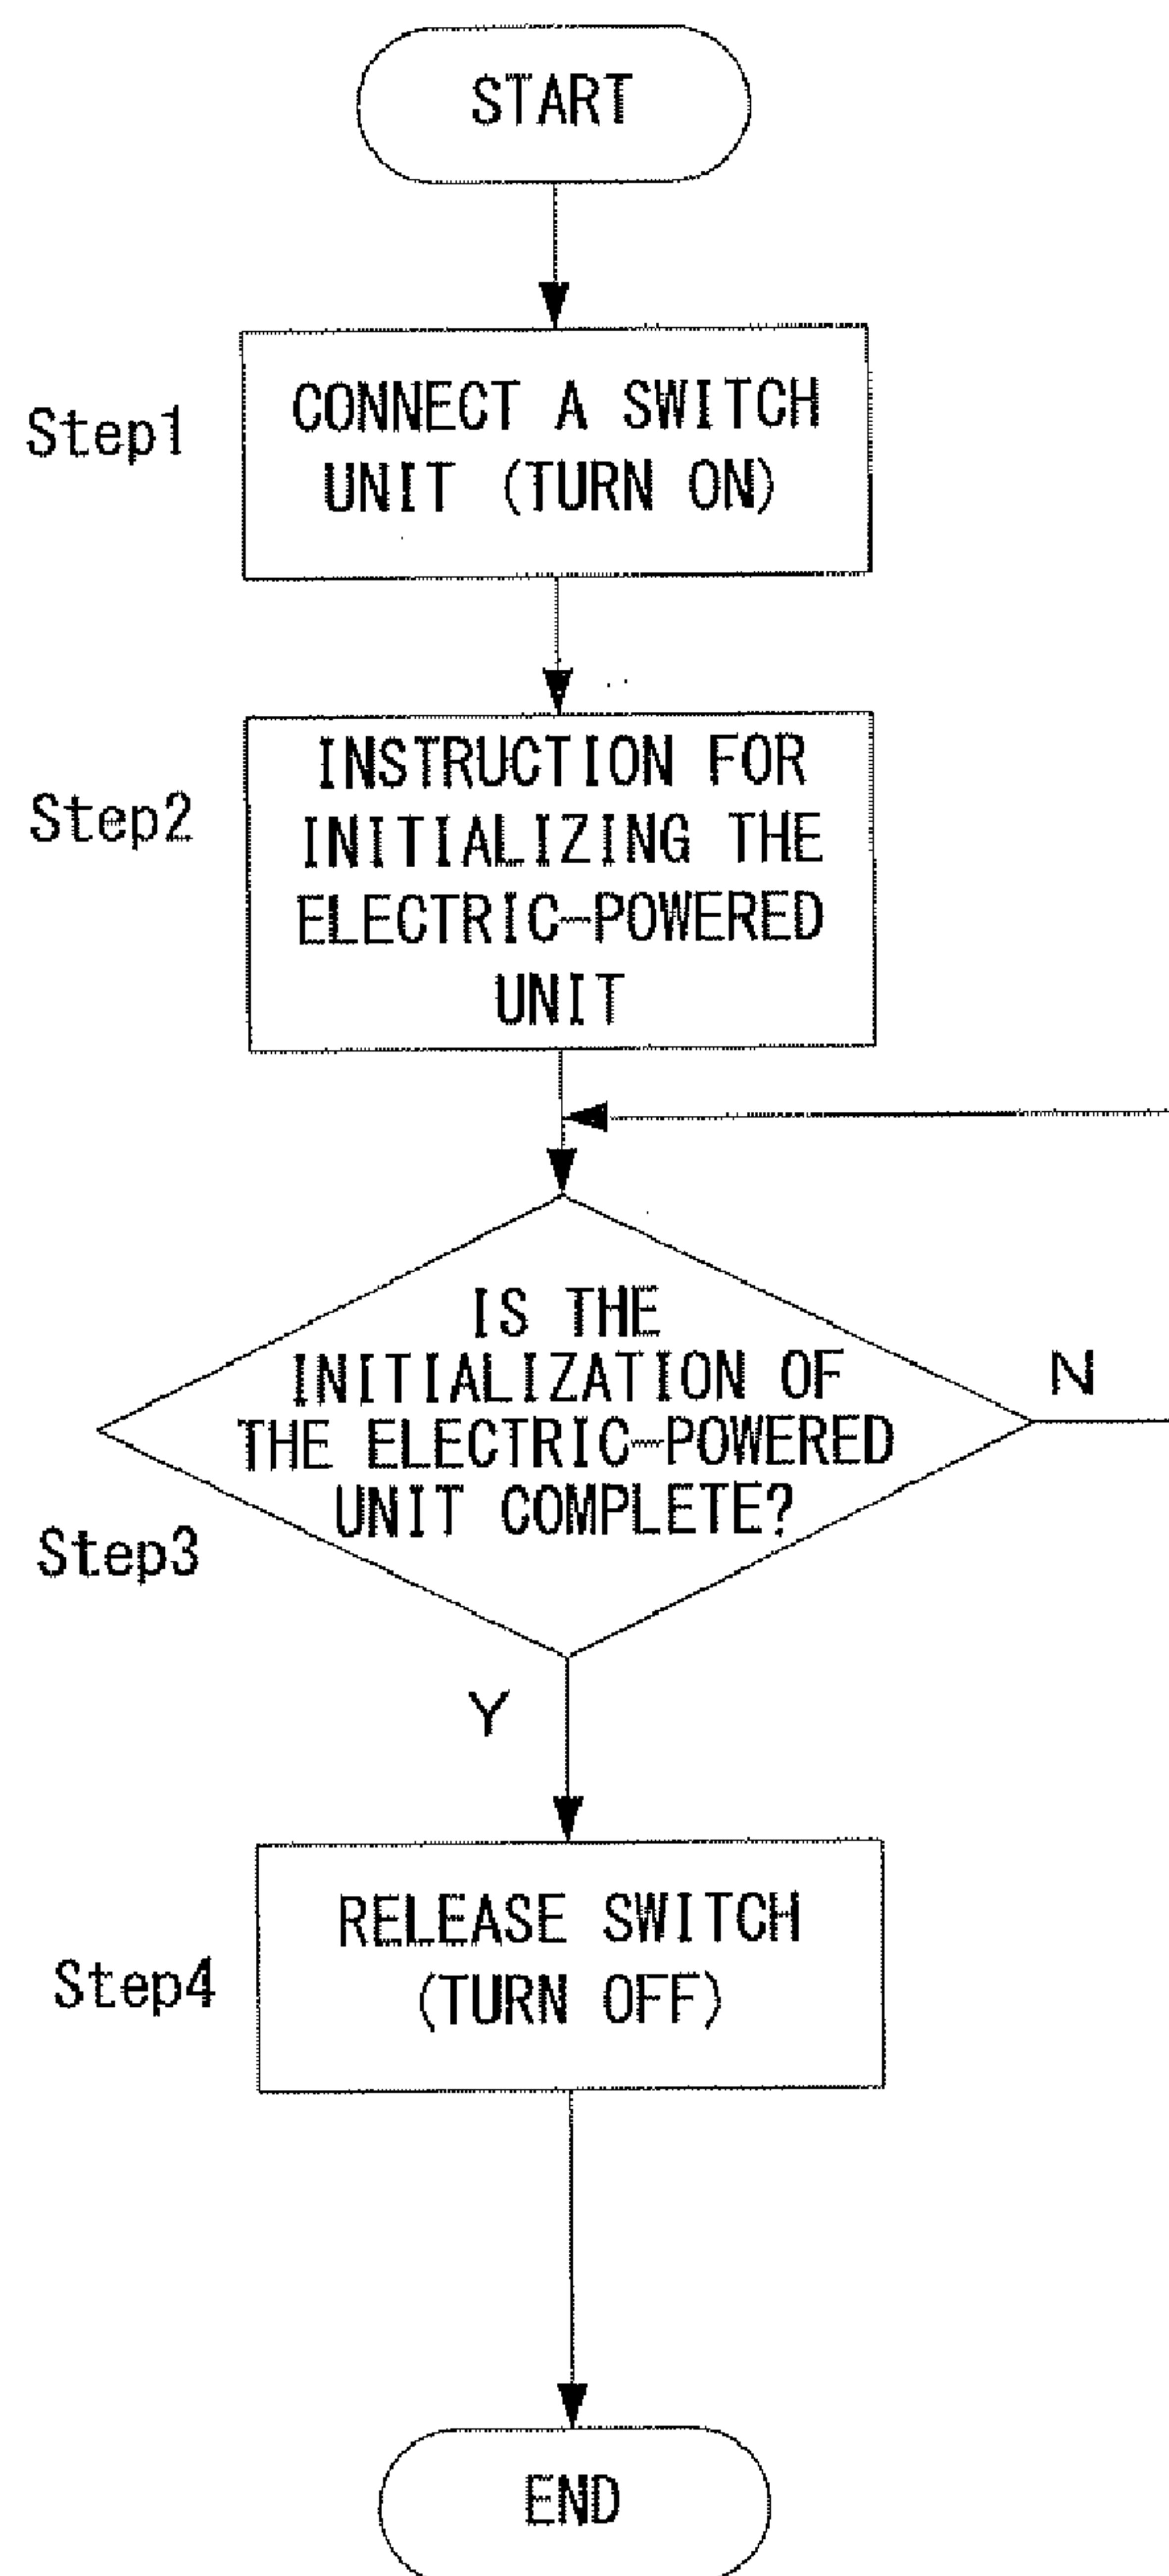 START
Step1
CONNECT A SWITCH
UNIT (TURN ON)
Step2
INSTRUCTION FOR
INITIALIZING THE
ELECTRIC-POWERED
UNIT
IS THE
INITIALIZATION OF
THE ELECTRIC-POWERED
UNIT COMPLETE?
N
Step3
Y
RELEASE SWITCH
(TURN OFF)
Step4
END